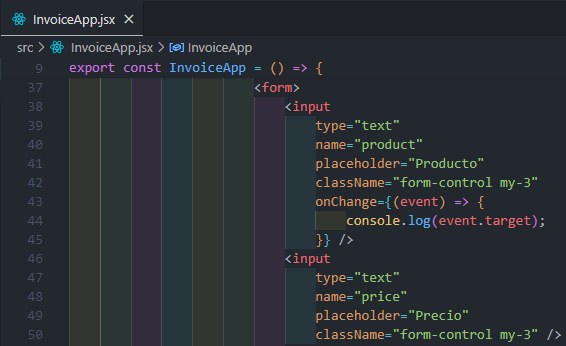 InvoiceApp.jsx ×
src > InvoiceApp.jsx > InvoiceApp
9 export const InvoiceApp = () => {
37 <form>
38 <input
39 type="text"
40 name="product"
41 placeholder="Producto"
42 className="form-control my-3"
43 onChange={(event) => {
44 console.log(event.target);
45 }} />
46 <input
47 type="text"
48 name="price"
49 placeholder="Precio"
50 className="form-control my-3" />